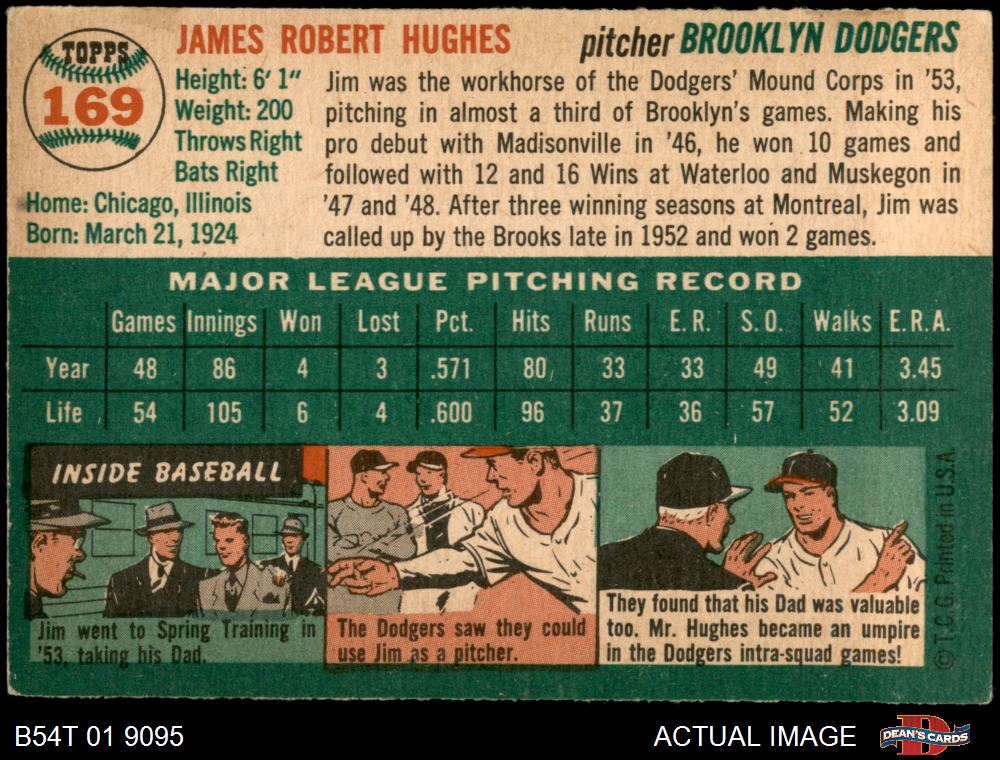 TOPPS
169
JAMES ROBERT HUGHES
pitcher BROOKLYN DODGERS
Height: 6' 1"
Weight: 200
Throws Right
Bats Right
Home: Chicago, Illinois
Born: March 21, 1924
Jim was the workhorse of the Dodgers' Mound Corps in '53,
pitching in almost a third of Brooklyn's games. Making his
pro debut with Madisonville in '46, he won 10 games and
followed with 12 and 16 Wins at Waterloo and Muskegon in
'47 and '48. After three winning seasons at Montreal, Jim was
called up by the Brooks late in 1952 and won 2 games.
MAJOR LEAGUE PITCHING RECORD
Games Innings Won Lost Pct. Hits Runs E.R. S.O. Walks E.R.A.
Year 48 86 4 3 .571 80 33 33 49 41 3.45
Life 54 105 6 4 .600 96 37 36 57 52 3.09
INSIDE BASEBALL
Jim went to Spring Training in
'53, taking his Dad.
The Dodgers saw they could
use Jim as a pitcher.
They found that his Dad was valuable
too. Mr. Hughes became an umpire
in the Dodgers intra-squad games!
© T.C.G. Printed in U.S.A.
B54T 01 9095
ACTUAL IMAGE
D
DEAN'S CARDS